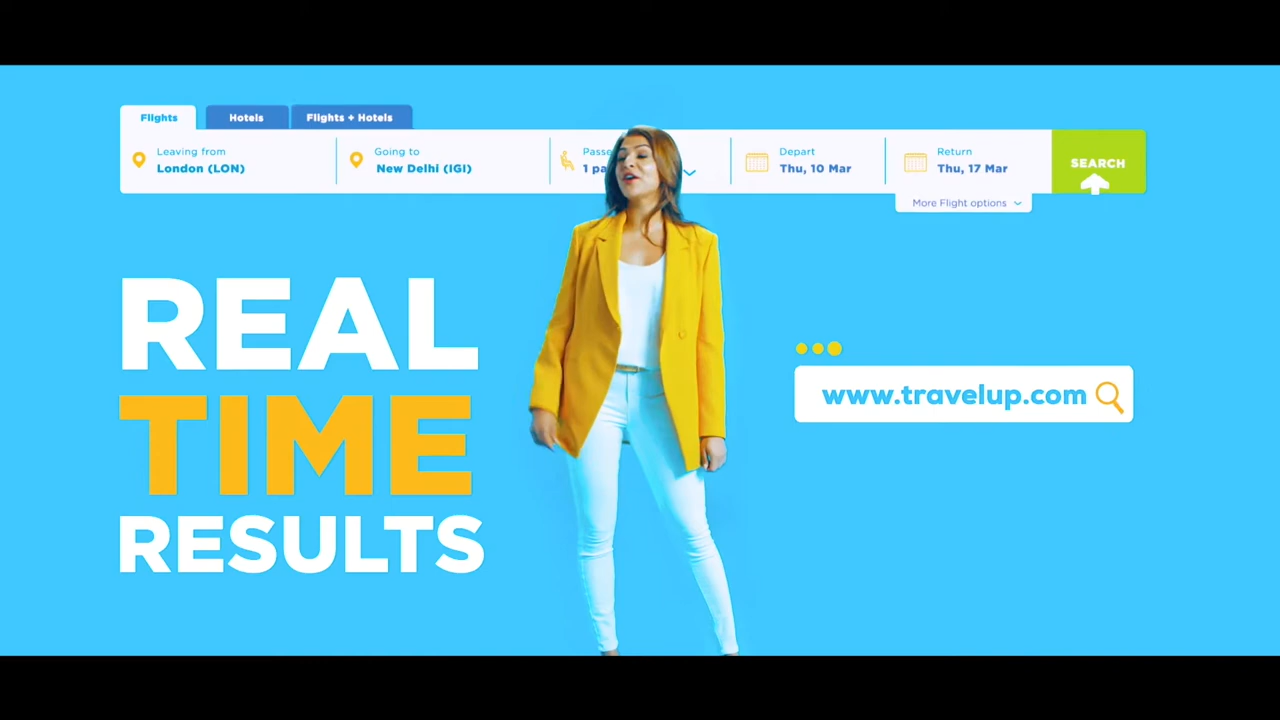 Flights Hotels Flights + Hotels
Leaving from Going to Depart Return
London (LON) New Delhi (IGI) 1 Thu, 10 Mar Thu, 17 Mar
SEARCH
More Flight options
REAL
TIME
RESULTS
www.travelup.com